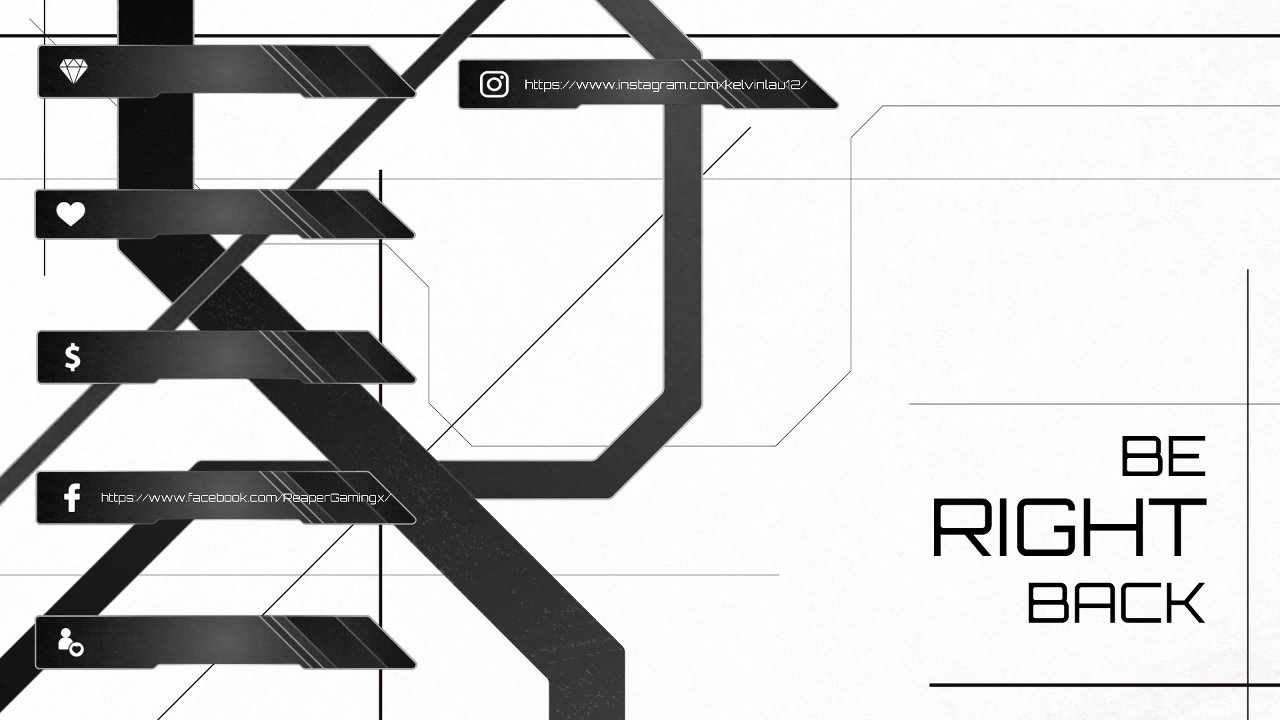 https://www.instagram.com/kelvinlau12/
$
https://www.facebook.com/ReaperGamingx/
BE
RIGHT
BACK